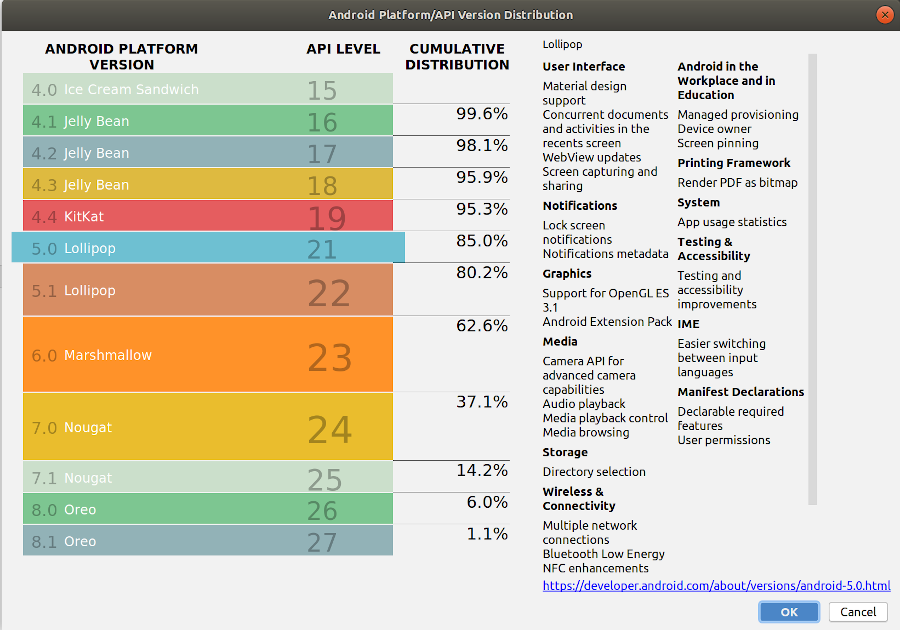 Android Platform/API Version Distribution
ANDROID PLATFORM
VERSION
API LEVEL
CUMULATIVE
DISTRIBUTION
4.0 Ice Cream Sandwich 15
99.6%
4.1 Jelly Bean 16
98.1%
4.2 Jelly Bean 17
95.9%
4.3 Jelly Bean 18
95.3%
4.4 KitKat 19
85.0%
5.0 Lollipop 21
80.2%
5.1 Lollipop 22
62.6%
6.0 Marshmallow 23
37.1%
7.0 Nougat 24
14.2%
7.1 Nougat 25
6.0%
8.0 Oreo 26
1.1%
8.1 Oreo 27
Lollipop
User Interface
Material design
support
Concurrent documents
and activities in the
recents screen
WebView updates
Screen capturing and
sharing
Notifications
Lock screen
notifications
Notifications metadata
Graphics
Support for OpenGL ES
3.1
Android Extension Pack
Media
Camera API for
advanced camera
capabilities
Audio playback
Media playback control
Media browsing
Storage
Directory selection
Wireless &
Connectivity
Multiple network
connections
Bluetooth Low Energy
NFC enhancements
Android in the
Workplace and in
Education
Managed provisioning
Device owner
Screen pinning
Printing Framework
Render PDF as bitmap
System
App usage statistics
Testing &
Accessibility
Testing and
accessibility
improvements
IME
Easier switching
between input
languages
Manifest Declarations
Declarable required
features
User permissions
https://developer.android.com/about/versions/android-5.0.html
OK
Cancel